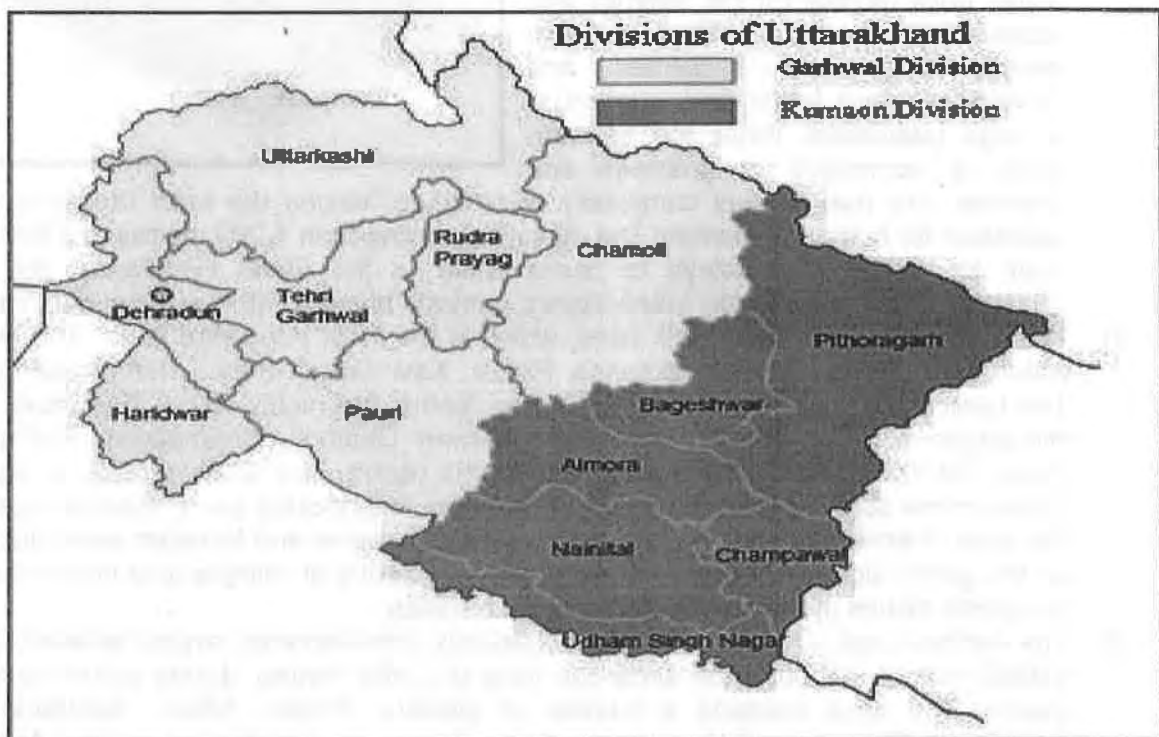 Divisions of Uttarakhand
Garhwal Division
Kumaon Division
Uttarkashi
Rudra
Prayag
Chamoli
Tehri
Garhwal
Dehradun
Pithoragarh
Haridwar
Pauri
Bageshwar
Almora
Nainital
Champawat
Udham Singh Nagar